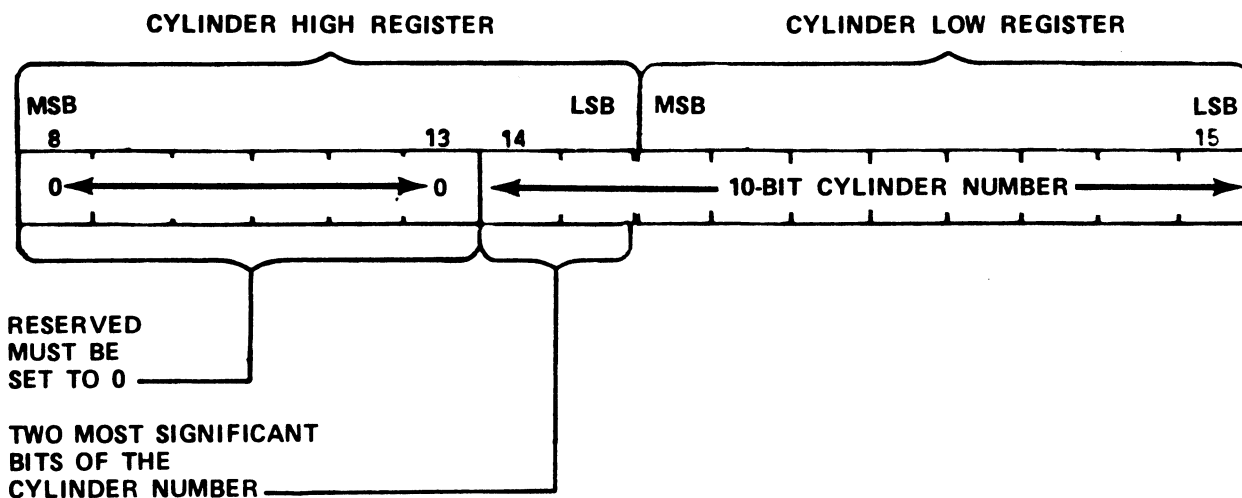 CYLINDER HIGH REGISTER CYLINDER LOW REGISTER
MSB LSB MSB LSB
8 13 14 15
0 0 10-BIT CYLINDER NUMBER
RESERVED
MUST BE
SET TO 0
TWO MOST SIGNIFICANT
BITS OF THE
CYLINDER NUMBER